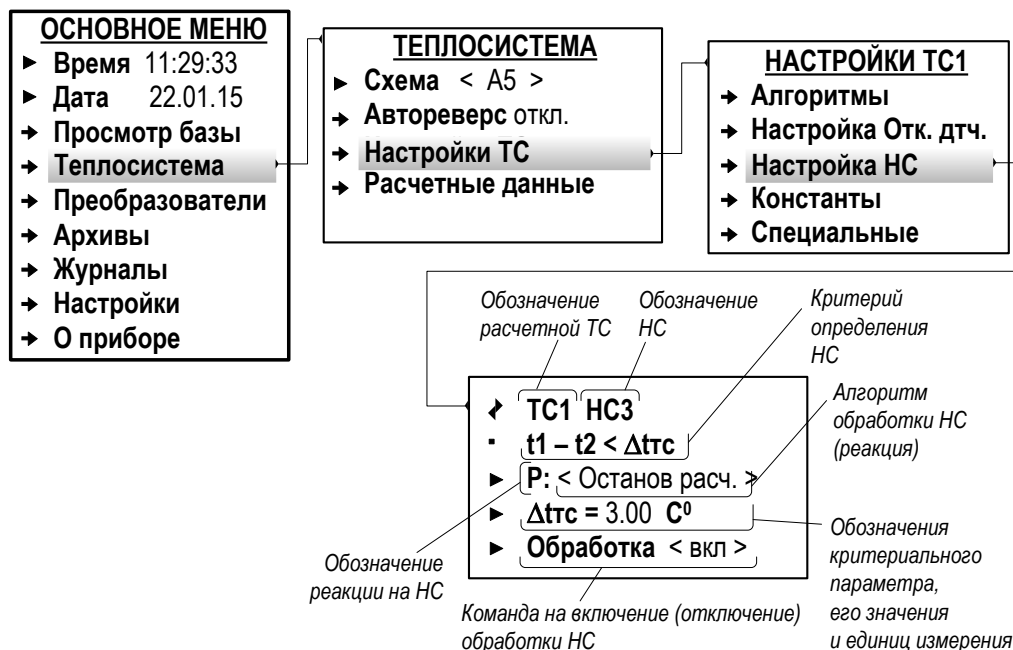 ОСНОВНОЕ МЕНЮ
Время 11:29:33
Дата 22.01.15
Просмотр базы
Теплосистема
Преобразователи
Архивы
Журналы
Настройки
О приборе
ТЕПЛОСИСТЕМА
Схема < А5 >
Автореверс откл.
Настройки ТС
Расчетные данные
НАСТРОЙКИ ТС1
Алгоритмы
Настройка Отк. дтч.
Настройка НС
Константы
Специальные
Обозначение
расчетной ТС
Обозначение
НС
Критерий
определения
НС
ТС1 НС3
t1 – t2 < Δtтс
Р: < Останов расч. >
Δtтс = 3.00 С⁰
Обработка < вкл >
Алгоритм
обработки НС
(реакция)
Обозначение
реакции на НС
Команда на включение (отключение)
обработки НС
Обозначения
критериального
параметра,
его значения
и единиц измерения